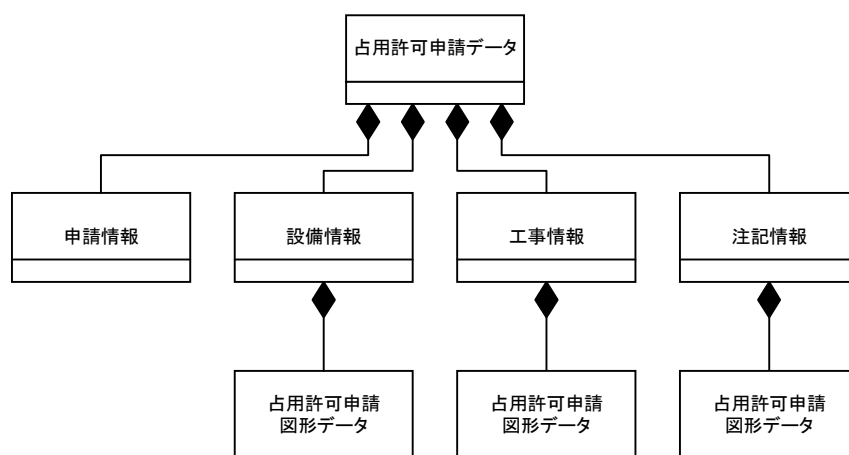 占用許可申請データ
申請情報
設備情報
工事情報
注記情報
占用許可申請
図形データ
占用許可申請
図形データ
占用許可申請
図形データ